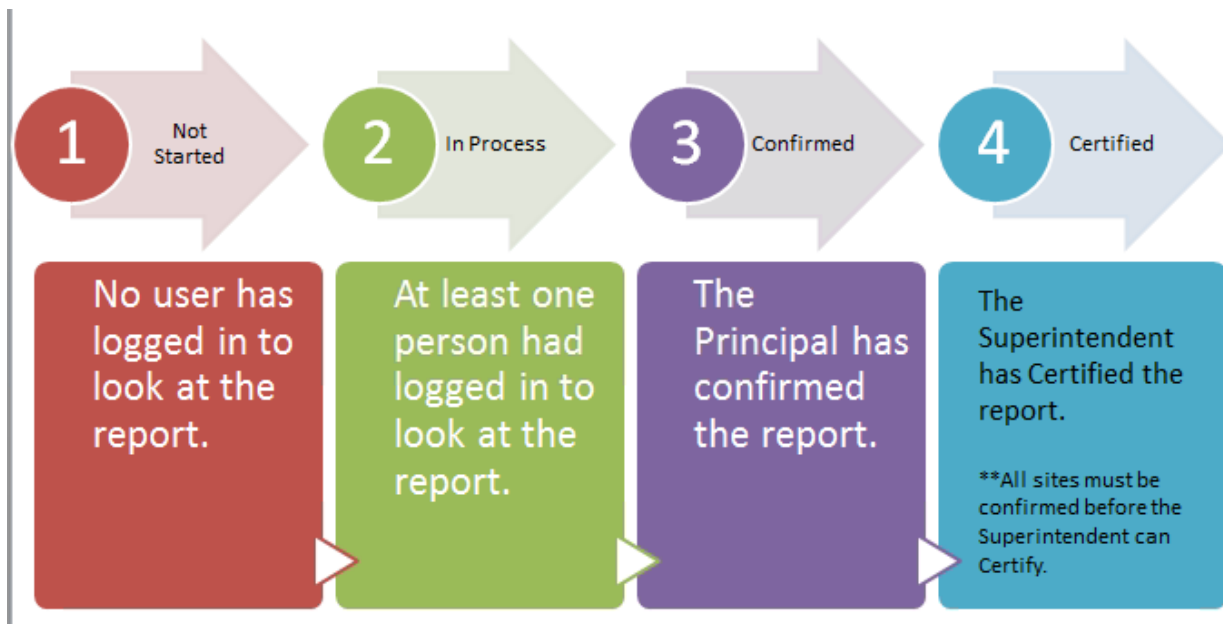 1
Not
Started
2
In Process
3
Confirmed
4
Certified
No user has
logged in to
look at the
report.
At least one
person had
logged in to
look at the
report.
The
Principal has
confirmed
the report.
The
Superintendent
has Certified the
report.
**All sites must be
confirmed before the
Superintendent can
Certify.